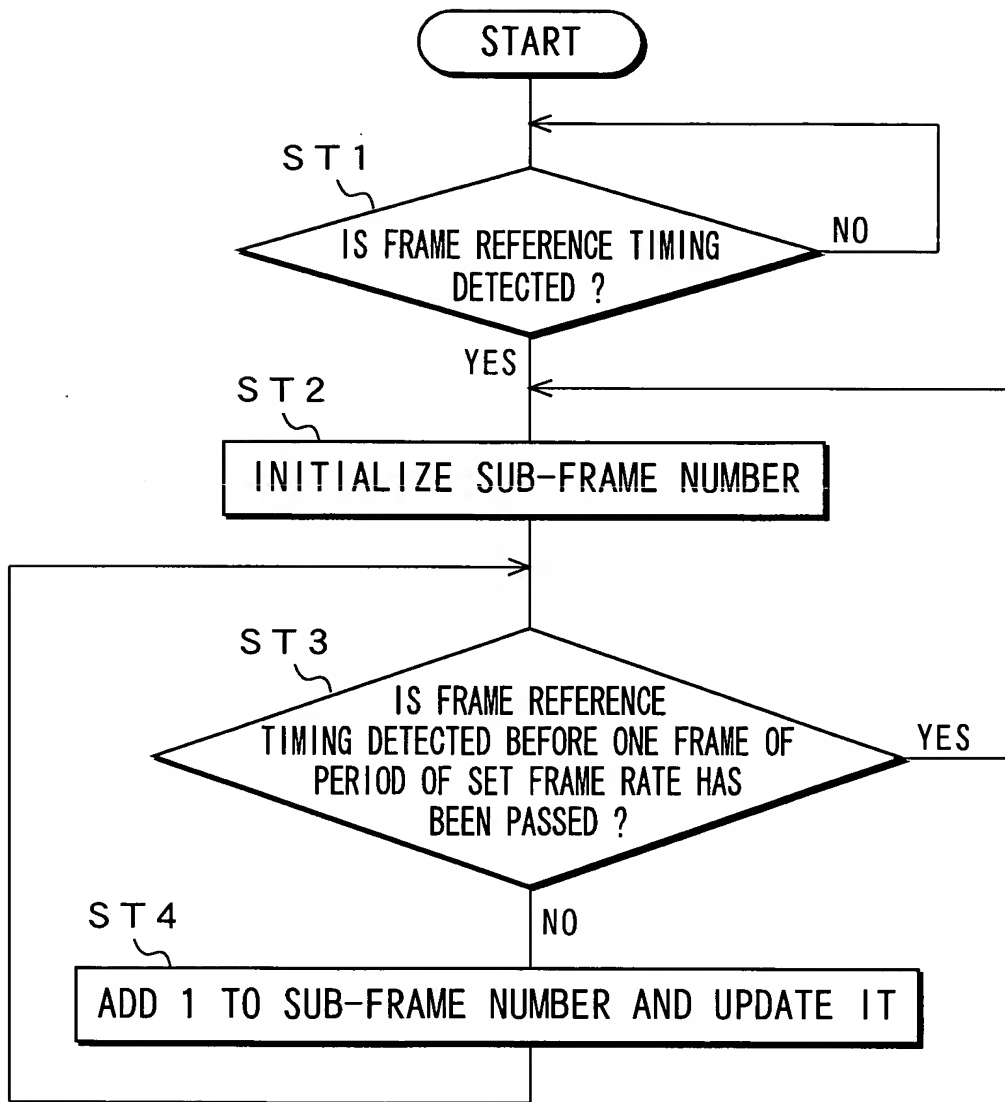 START
ST1
IS FRAME REFERENCE TIMING
DETECTED ?
NO
YES
ST2
INITIALIZE SUB-FRAME NUMBER
ST3
IS FRAME REFERENCE
TIMING DETECTED BEFORE ONE FRAME OF
PERIOD OF SET FRAME RATE HAS
BEEN PASSED ?
YES
NO
ST4
ADD 1 TO SUB-FRAME NUMBER AND UPDATE IT